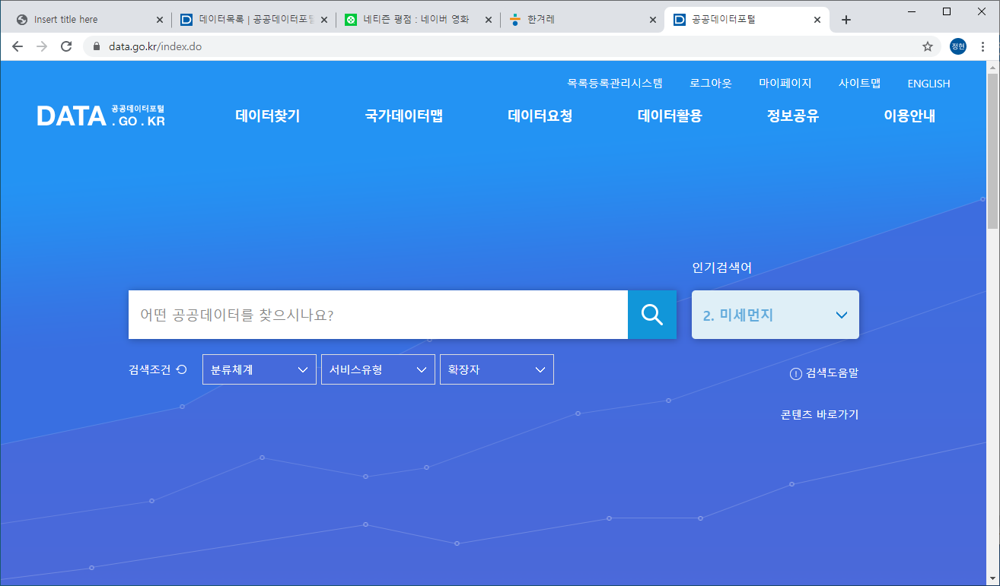 Insert title here
데이터목록 | 공공데이터포털
네티즌 평점 : 네이버 영화
한겨레
공공데이터포털
data.go.kr/index.do
정현
목록등록관리시스템 로그아웃 마이페이지 사이트맵 ENGLISH
DATA 공공데이터포털
. GO . KR
데이터찾기 국가데이터맵 데이터요청 데이터활용 정보공유 이용안내
인기검색어
어떤 공공데이터를 찾으시나요?
2. 미세먼지
검색조건 분류체계 서비스유형 확장자
검색도움말
콘텐츠 바로가기